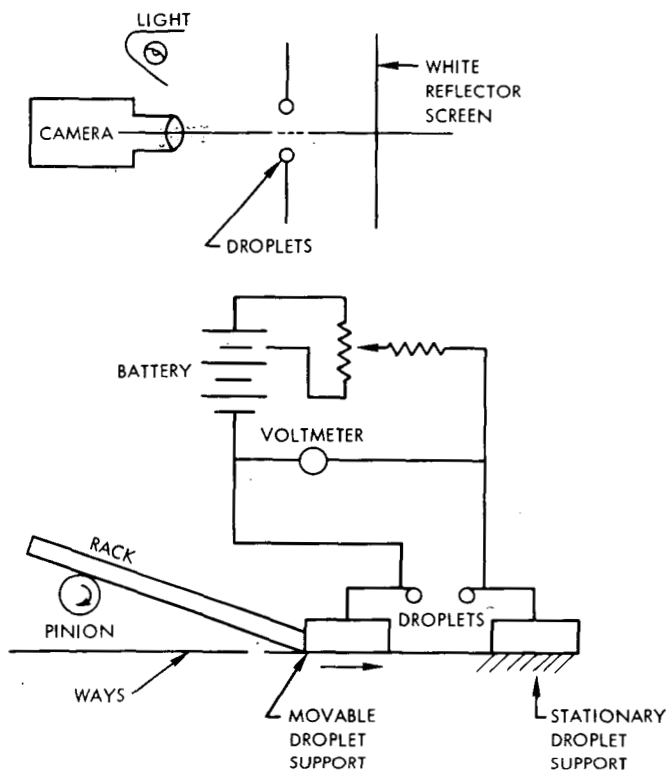 LIGHT
CAMERA
WHITE
REFLECTOR
SCREEN
DROPLETS
BATTERY
VOLTMETER
RACK
DROPLETS
PINION
WAYS
MOVABLE
DROPLET
SUPPORT
STATIONARY
DROPLET
SUPPORT